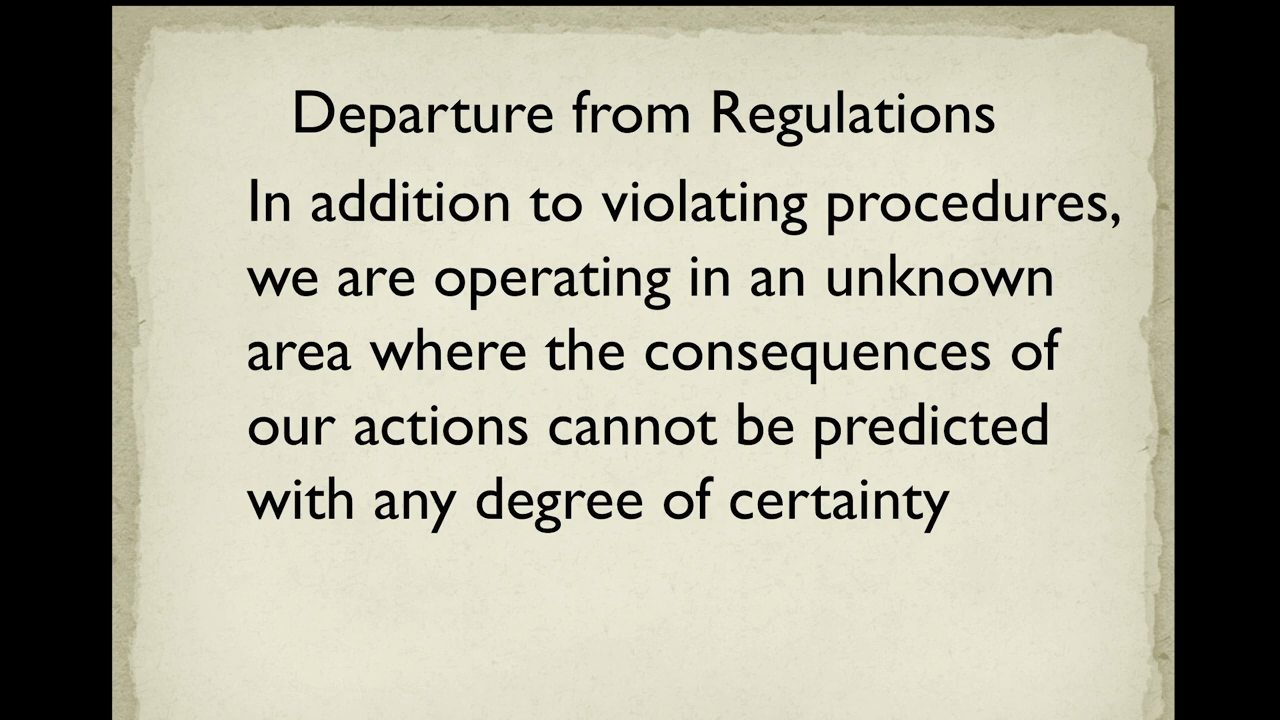 Departure from Regulations
In addition to violating procedures,
we are operating in an unknown
area where the consequences of
our actions cannot be predicted
with any degree of certainty